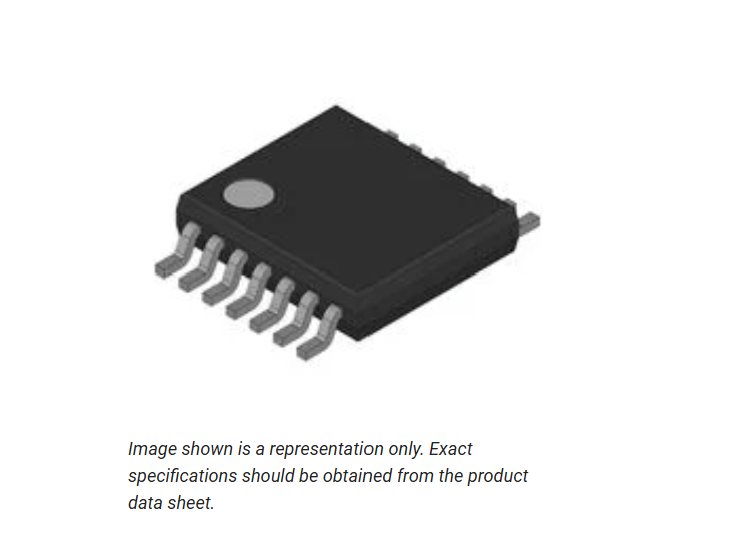 Image shown is a representation only. Exact
specifications should be obtained from the product
data sheet.